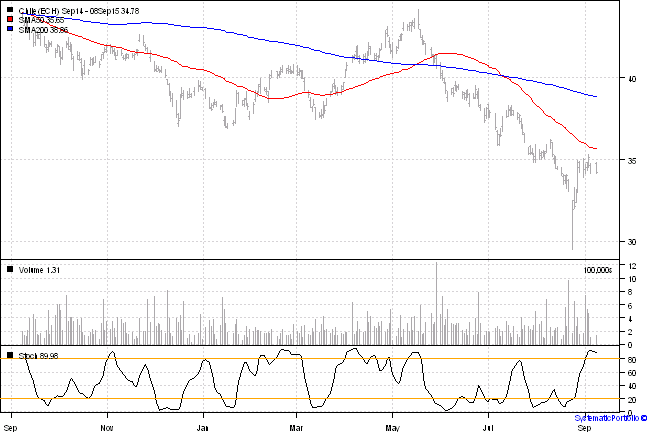 Chile (ECH) Sep14 - 08Sep15 34.78
SMA50 35.65
SMA200 38.86
40
35
30
Volume 1.31
100,000s
12
10
8
6
4
2
0
Stoch 89.98
80
60
40
20
0
Sep Nov Jan Mar May Jul Sep
SystematicPortfolio ©